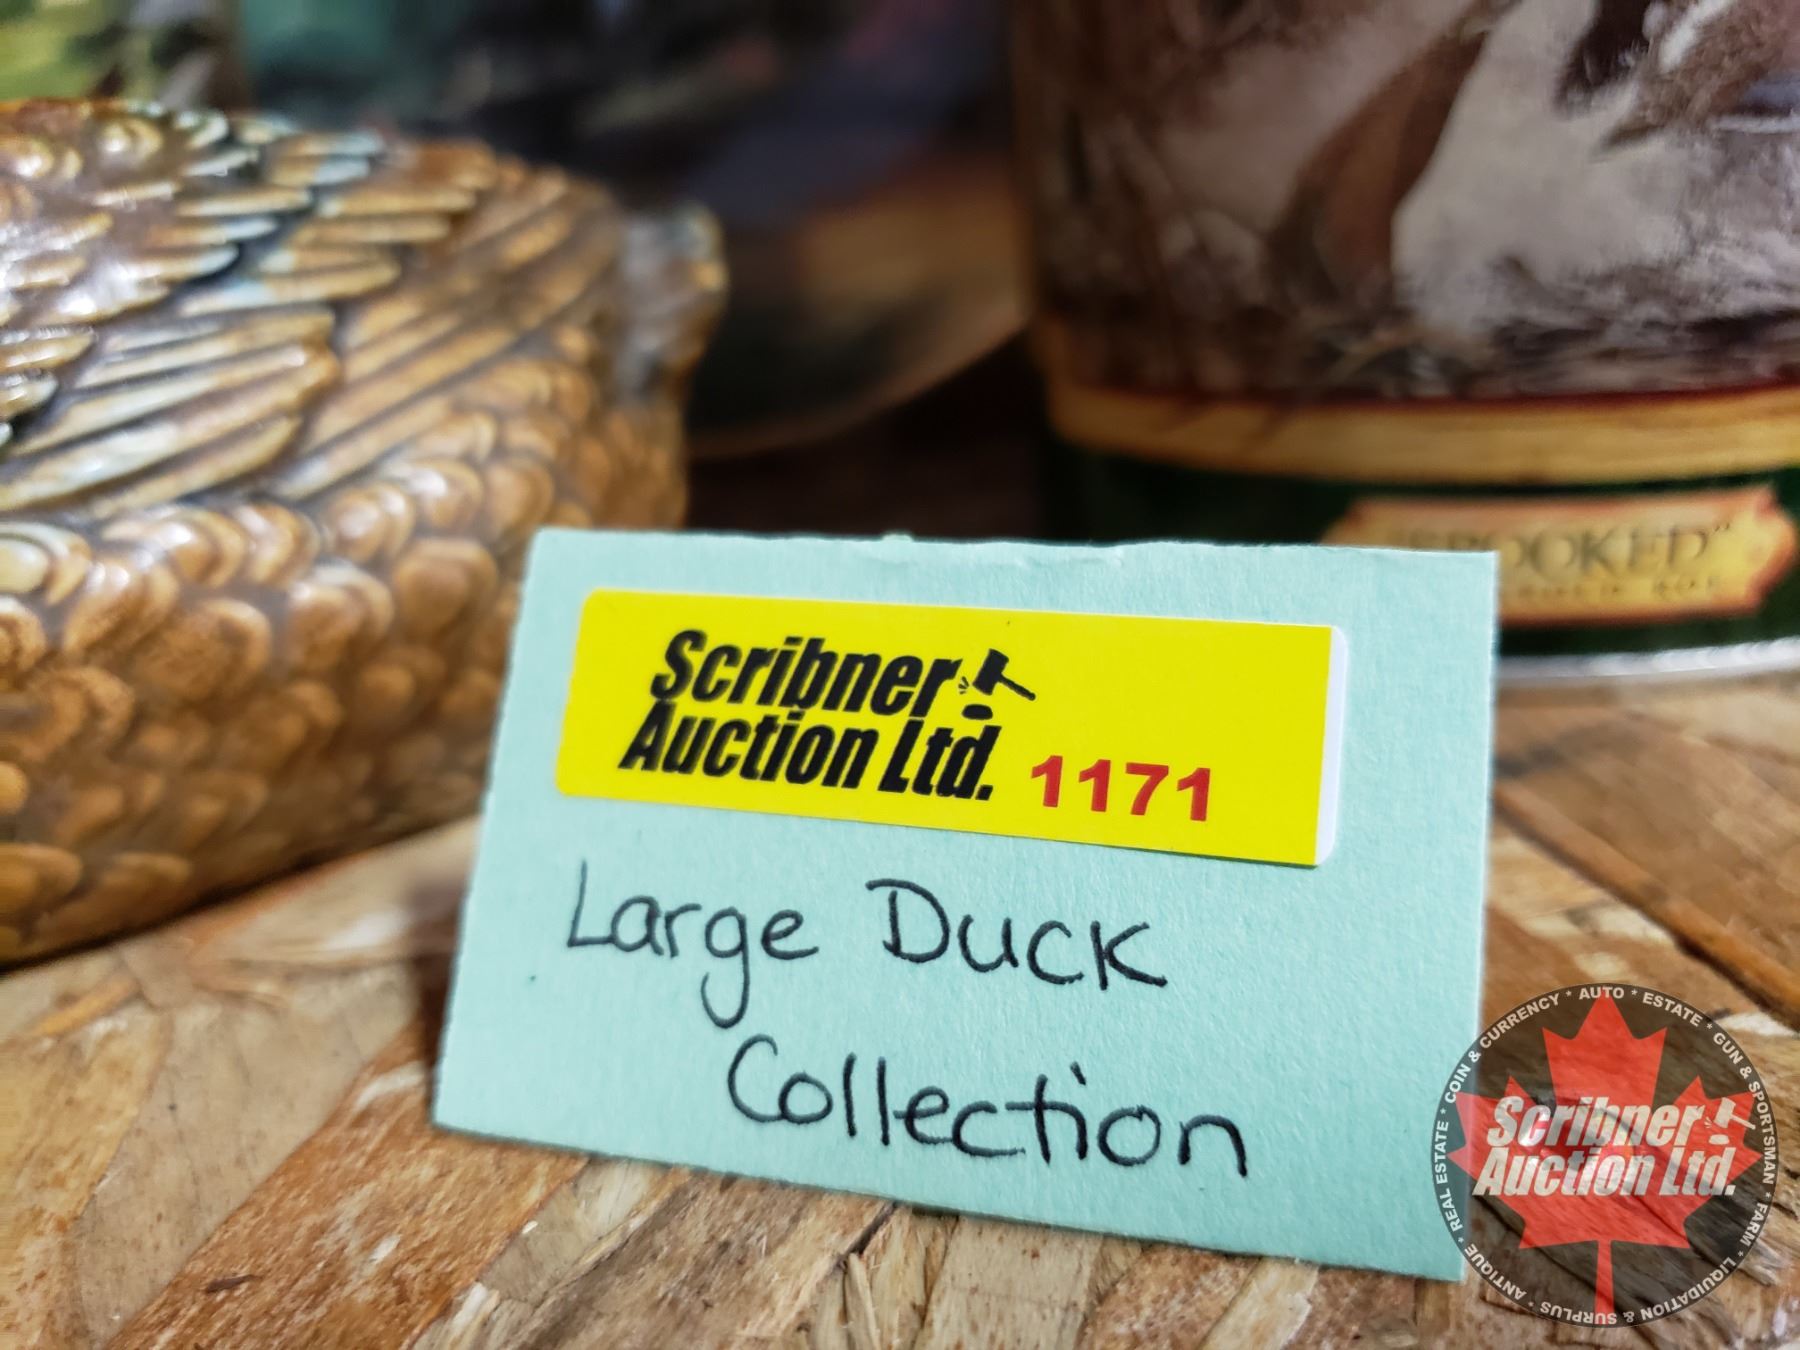 OOKED"
Scribner
Auction Ltd. 1171
Large Duck
Collection
REAL ESTATE * COIN & CURRENCY * AUTO * ESTATE * GUN & SPORTSMAN * FARM * LIQUIDATION & SURPLUS * ANTIQUE *
Scribner
Auction Ltd.